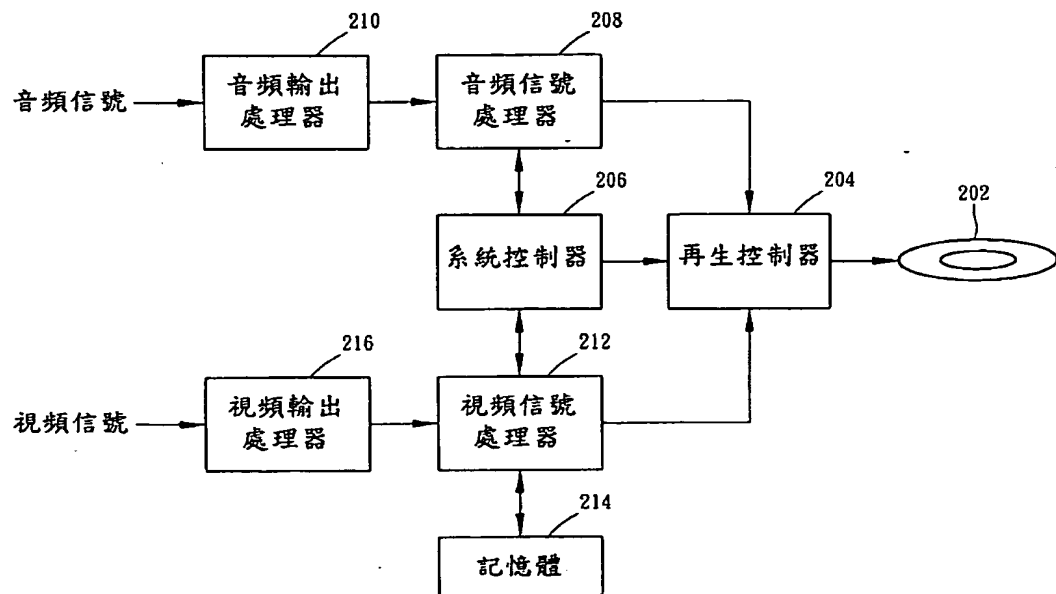 210
208
音頻信號
音頻輸出
處理器
音頻信號
處理器
206
204
202
系統控制器
再生控制器
216
212
視頻信號
視頻輸出
處理器
視頻信號
處理器
214
記憶體